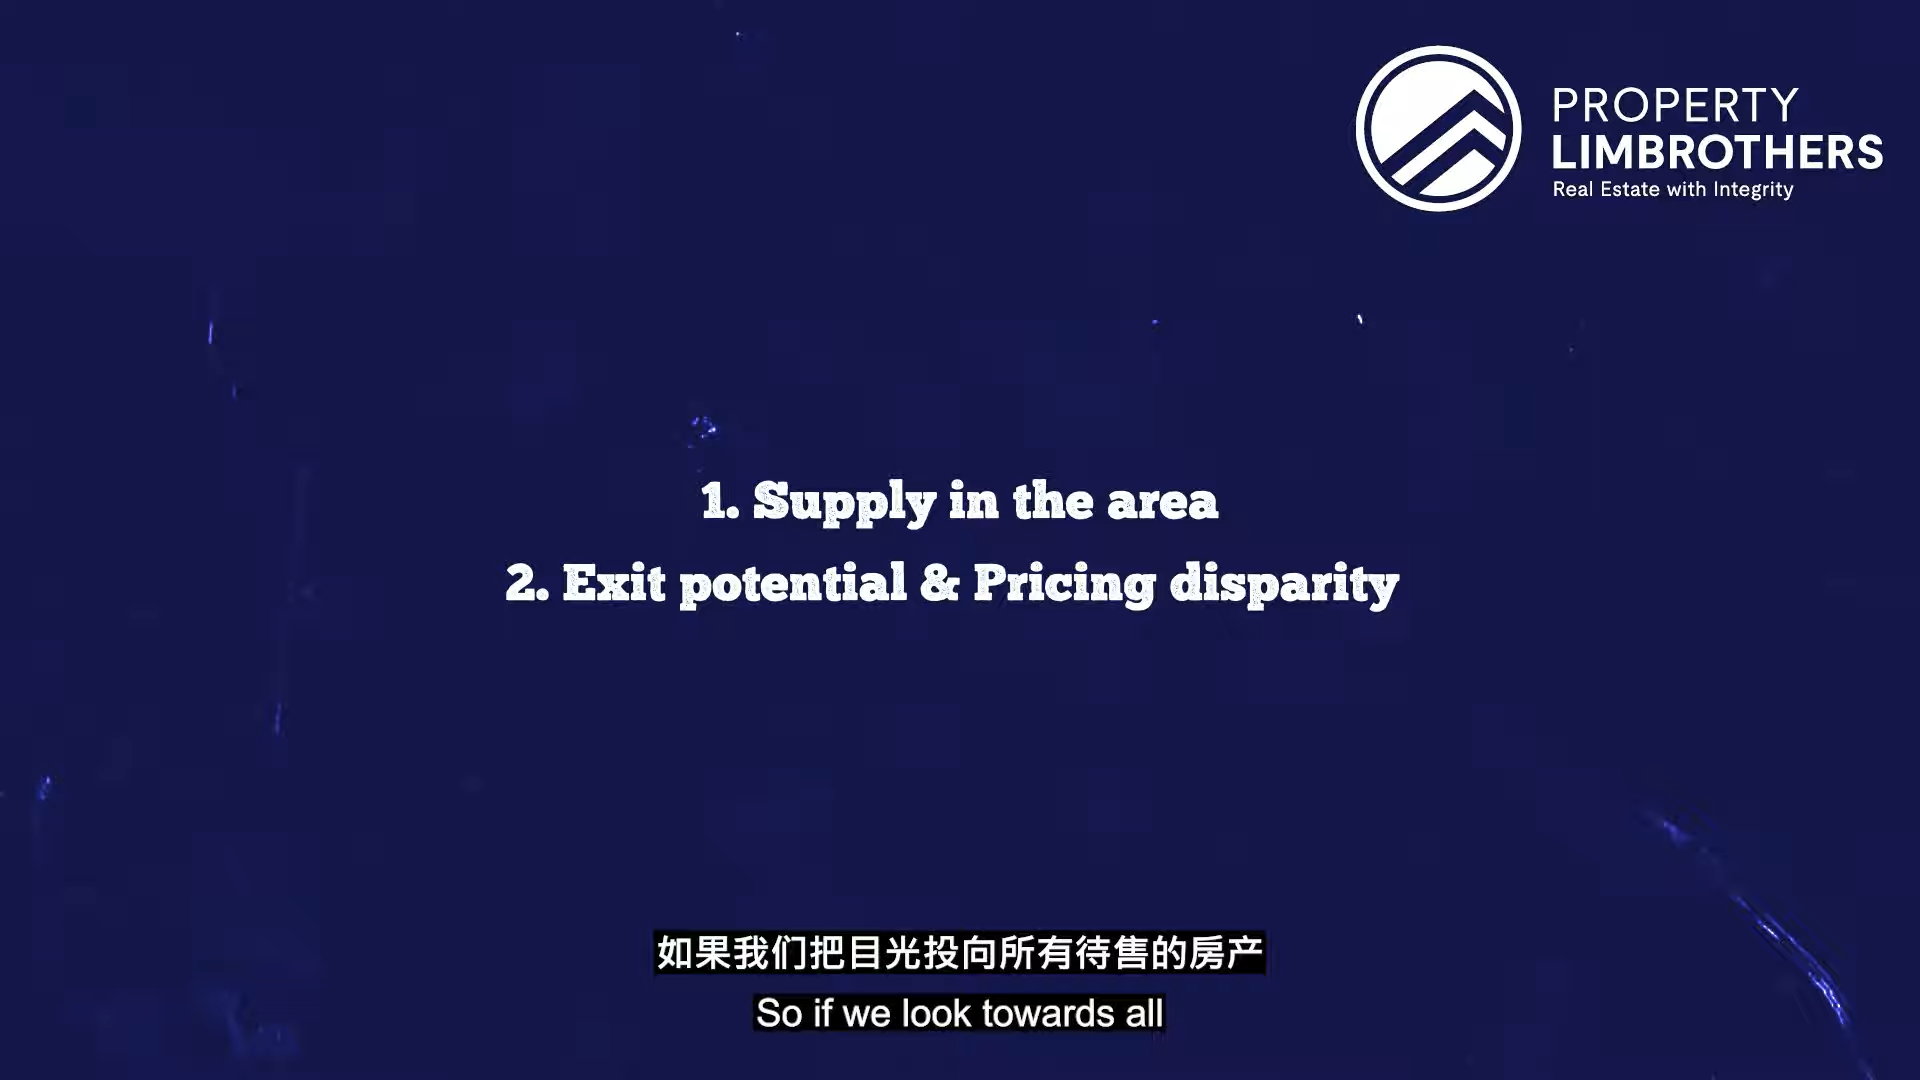 PROPERTY
LIMBROTHERS
Real Estate with Integrity
1. Supply in the area
2. Exit potential & Pricing disparity
如果我们把目光投向所有待售的房产
So if we look towards all